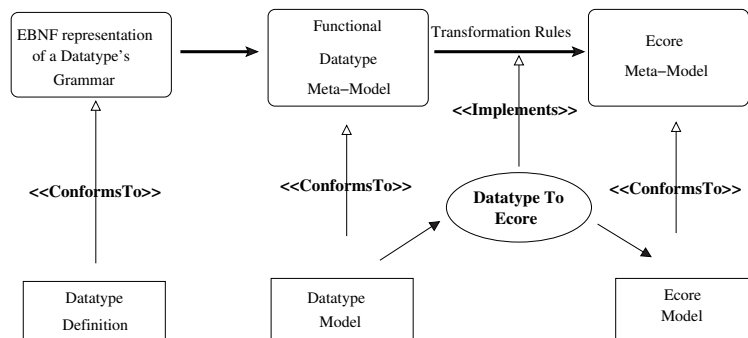 EBNF representation
of a Datatype's
Grammar
Functional
Datatype
Meta−Model
Transformation Rules
Ecore
Meta−Model
<<Implements>>
<<ConformsTo>>
<<ConformsTo>>
<<ConformsTo>>
Datatype To
Ecore
Datatype
Definition
Datatype
Model
Ecore
Model